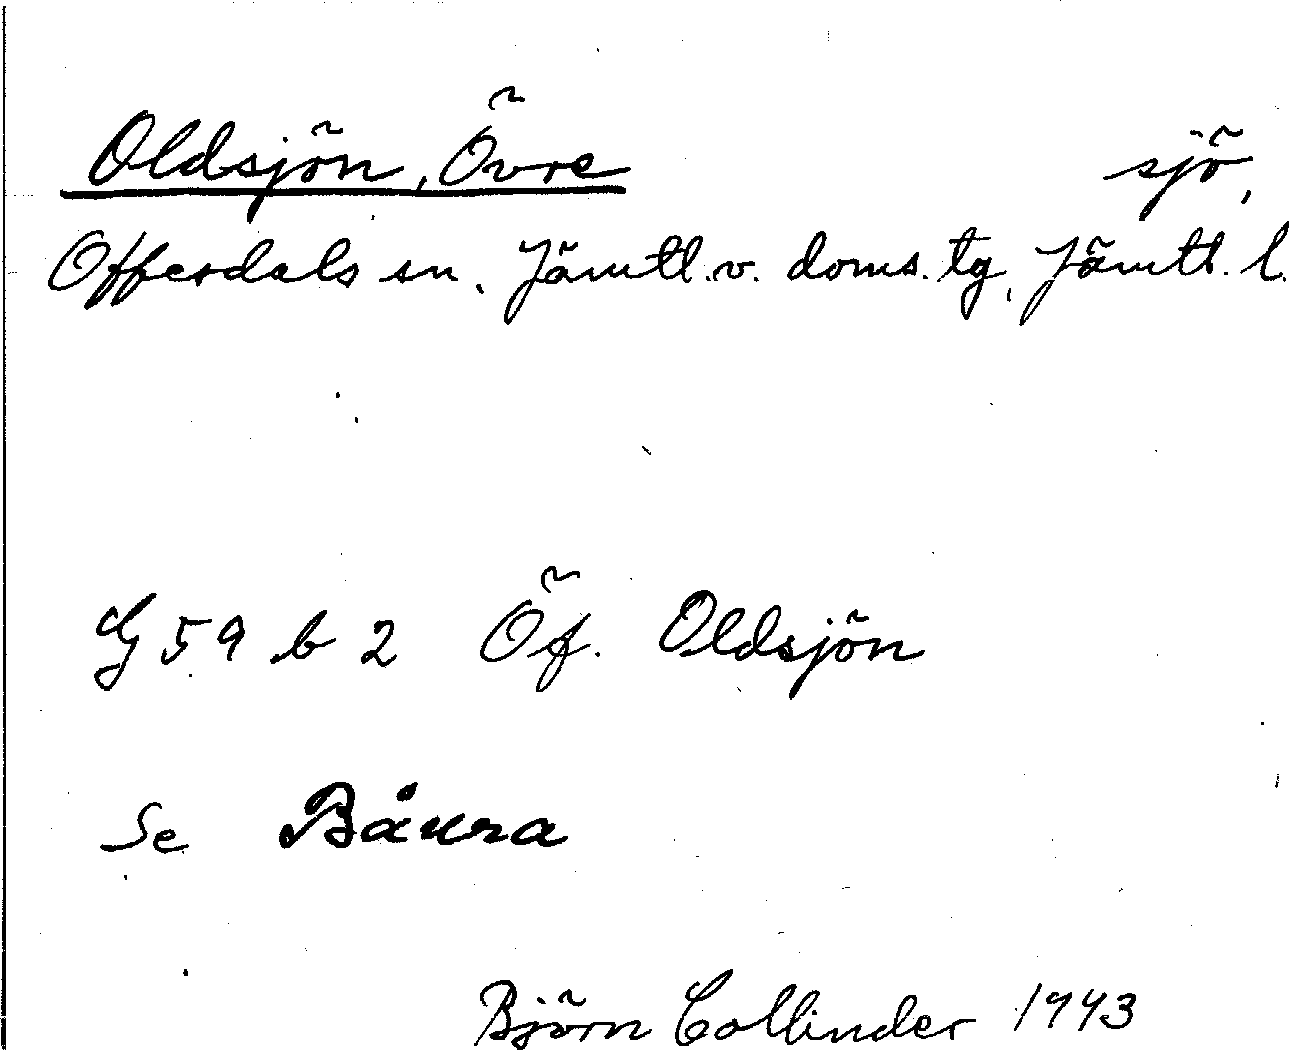 Oldsjön, Övre sjö,
Offerdals sn, Jämtl. v. doms. tg, Jämtl. l.
G 59 b 2 Öf. Oldsjön
Se Båura
Björn Collinder 1943